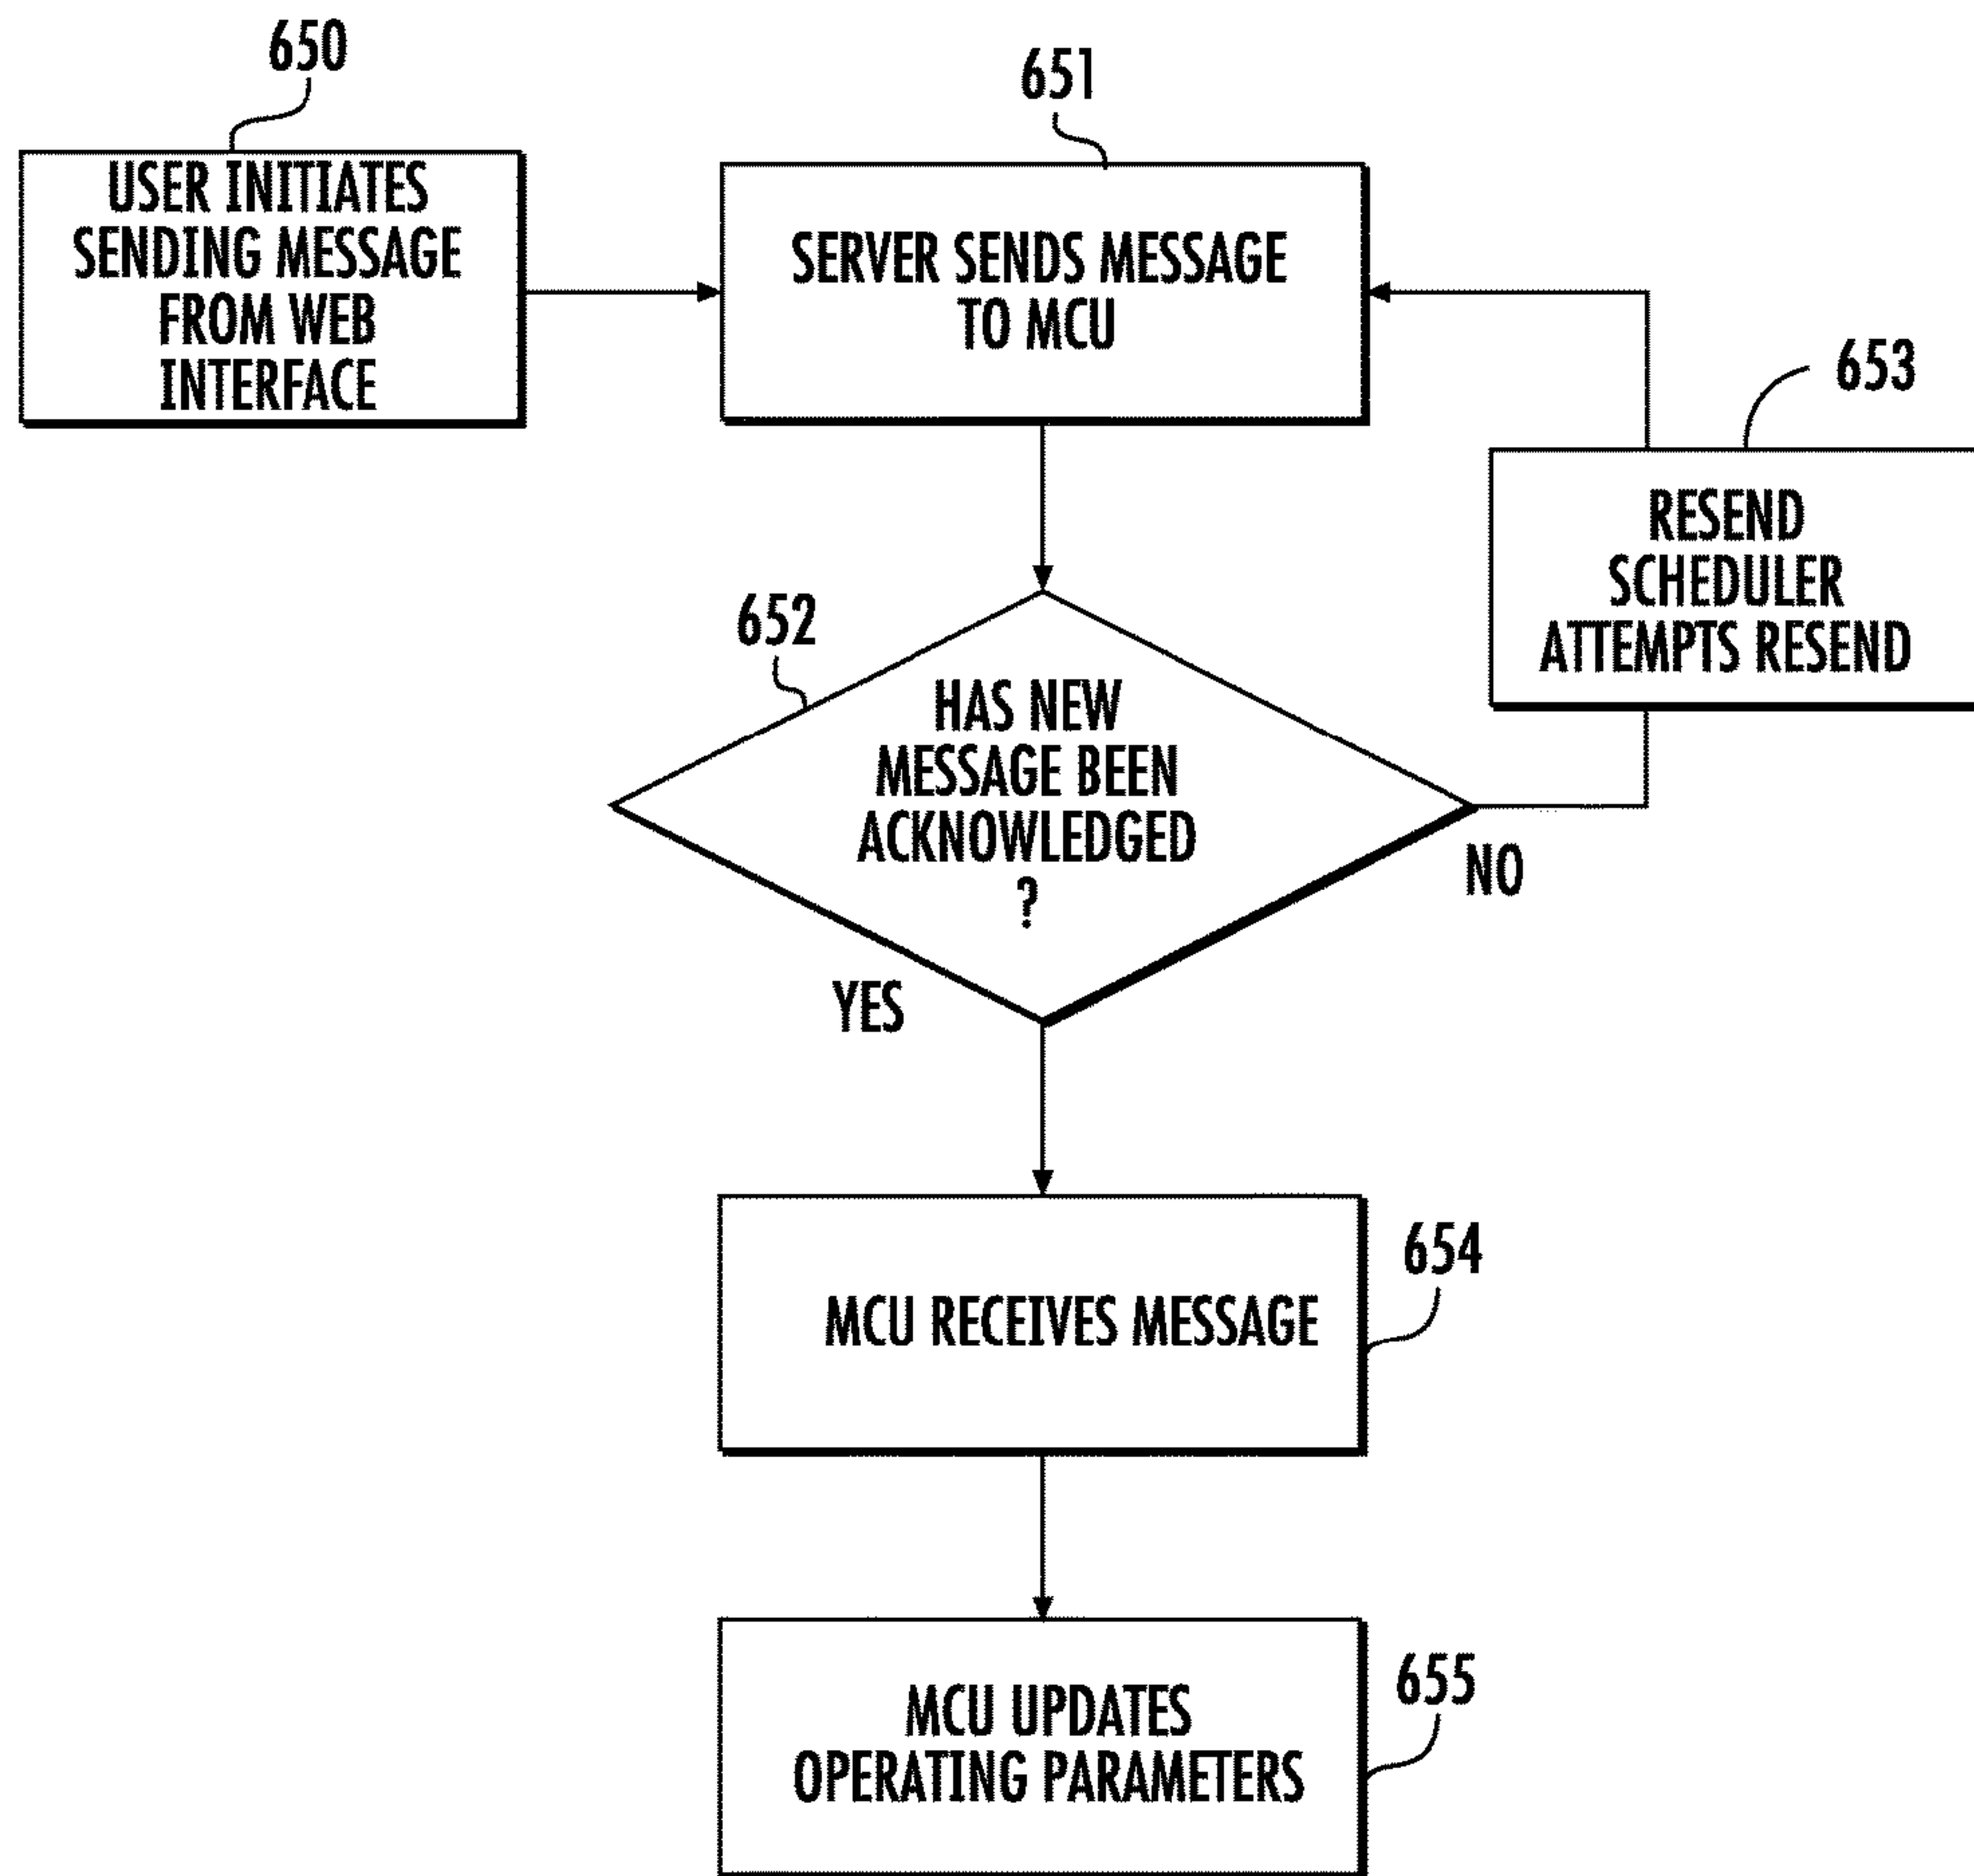 650
USER INITIATES
SENDING MESSAGE
FROM WEB
INTERFACE
651
SERVER SENDS MESSAGE
TO MCU
653
RESEND
SCHEDULER
ATTEMPTS RESEND
652
HAS NEW
MESSAGE BEEN
ACKNOWLEDGED
?
NO
YES
654
MCU RECEIVES MESSAGE
655
MCU UPDATES
OPERATING PARAMETERS